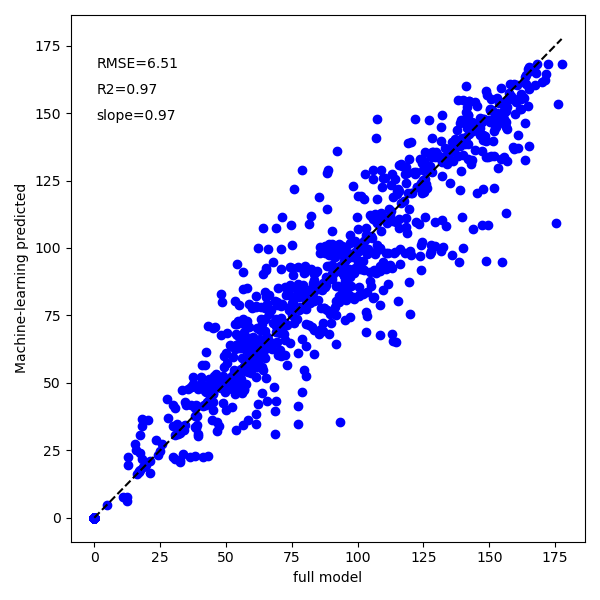 175
150
125
100
75
50
25
0
RMSE=6.51
R2=0.97
slope=0.97
Machine-learning predicted
0 25 50 75 100 125 150 175
full model